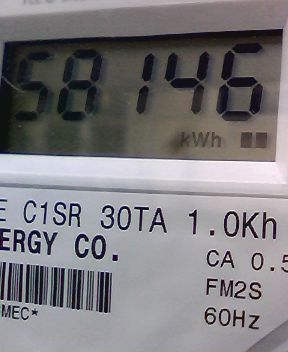 58146
kWh
E C1SR 30TA 1.0Kh
ERGY CO.
CA 0.5
FM2S
60Hz
MEC*